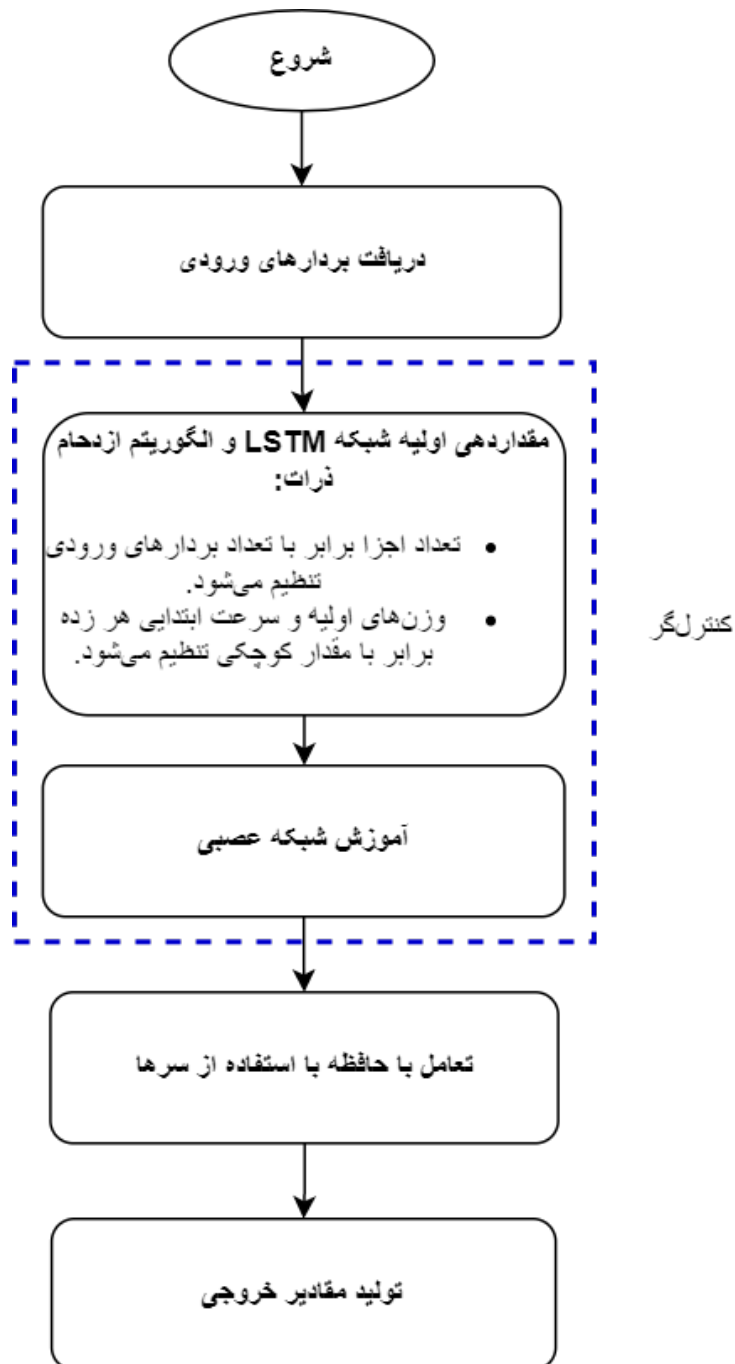 شروع
دریافت بردارهای ورودی
مقداردهی اولیه شبکه LSTM و الگوریتم ازدحام
ذرات:
• تعداد اجزا برابر با تعداد بردارهای ورودی
تنظیم می‌شود.
• وزن‌های اولیه و سرعت ابتدایی هر زده
برابر با مقدار کوچکی تنظیم می‌شود.
کنترل‌گر
آموزش شبکه عصبی
تعامل با حافظه با استفاده از سرها
تولید مقادیر خروجی